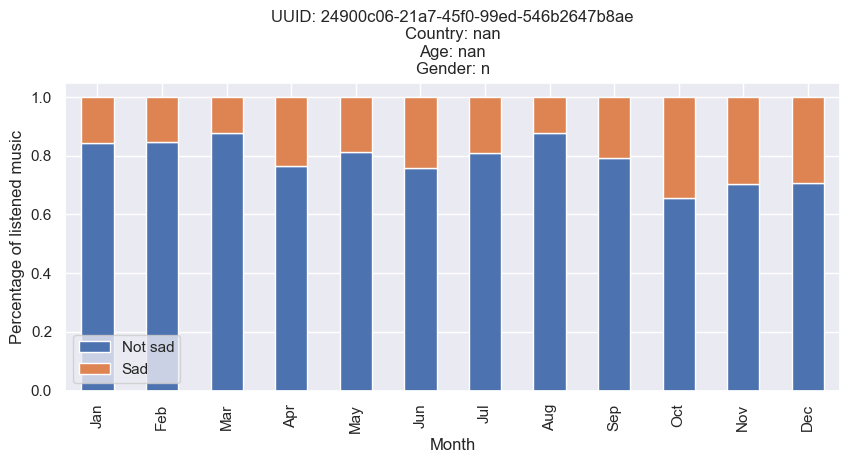 UUID: 24900c06-21a7-45f0-99ed-546b2647b8ae
Country: nan
Age: nan
Gender: n
Percentage of listened music
1.0
0.8
0.6
0.4
0.2
0.0
Not sad
Sad
Jan Feb Mar Apr May Jun Jul Aug Sep Oct Nov Dec
Month